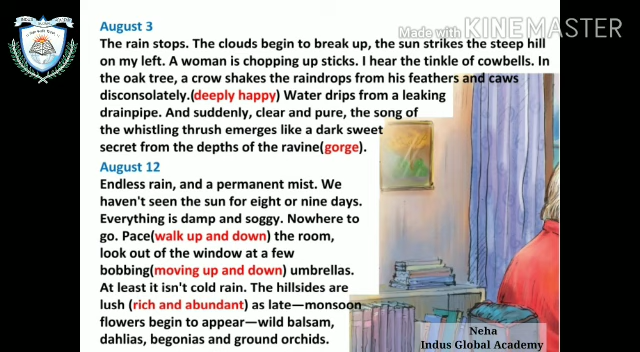 Made with KINEMASTER
INDUS GLOBAL ACADEMY
August 3
The rain stops. The clouds begin to break up, the sun strikes the steep hill
on my left. A woman is chopping up sticks. I hear the tinkle of cowbells. In
the oak tree, a crow shakes the raindrops from his feathers and caws
disconsolately.(deeply happy) Water drips from a leaking
drainpipe. And suddenly, clear and pure, the song of
the whistling thrush emerges like a dark sweet
secret from the depths of the ravine(gorge).
August 12
Endless rain, and a permanent mist. We
haven't seen the sun for eight or nine days.
Everything is damp and soggy. Nowhere to
go. Pace(walk up and down) the room,
look out of the window at a few
bobbing(moving up and down) umbrellas.
At least it isn't cold rain. The hillsides are
lush (rich and abundant) as late—monsoon
flowers begin to appear—wild balsam,
dahlias, begonias and ground orchids.
Neha
Indus Global Academy